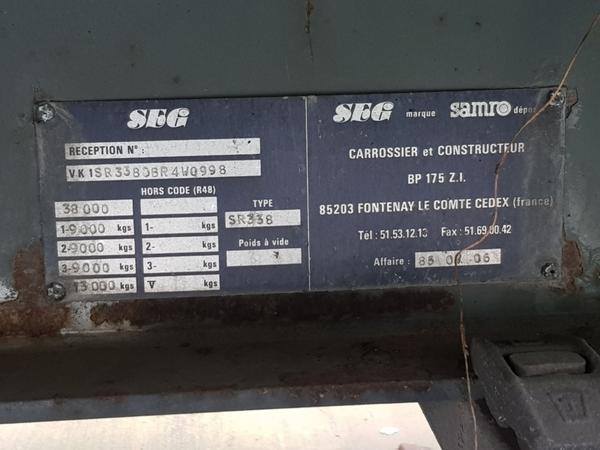 SEG
RECEPTION N° :
VK1SR3380BR4W0998
HORS CODE (R48)
38 000
TYPE
1-9000 kgs
1- kgs
SR338
2-9000 kgs
2- kgs
Poids à vide
3-9000 kgs
3- kgs
13000 kgs
V kgs
SEG marque samro dépos
CARROSSIER et CONSTRUCTEUR
BP 175 Z.I.
85203 FONTENAY LE COMTE CEDEX (france)
Tél : 51.53.12.13 Fax : 51.69.00.42
Affaire :